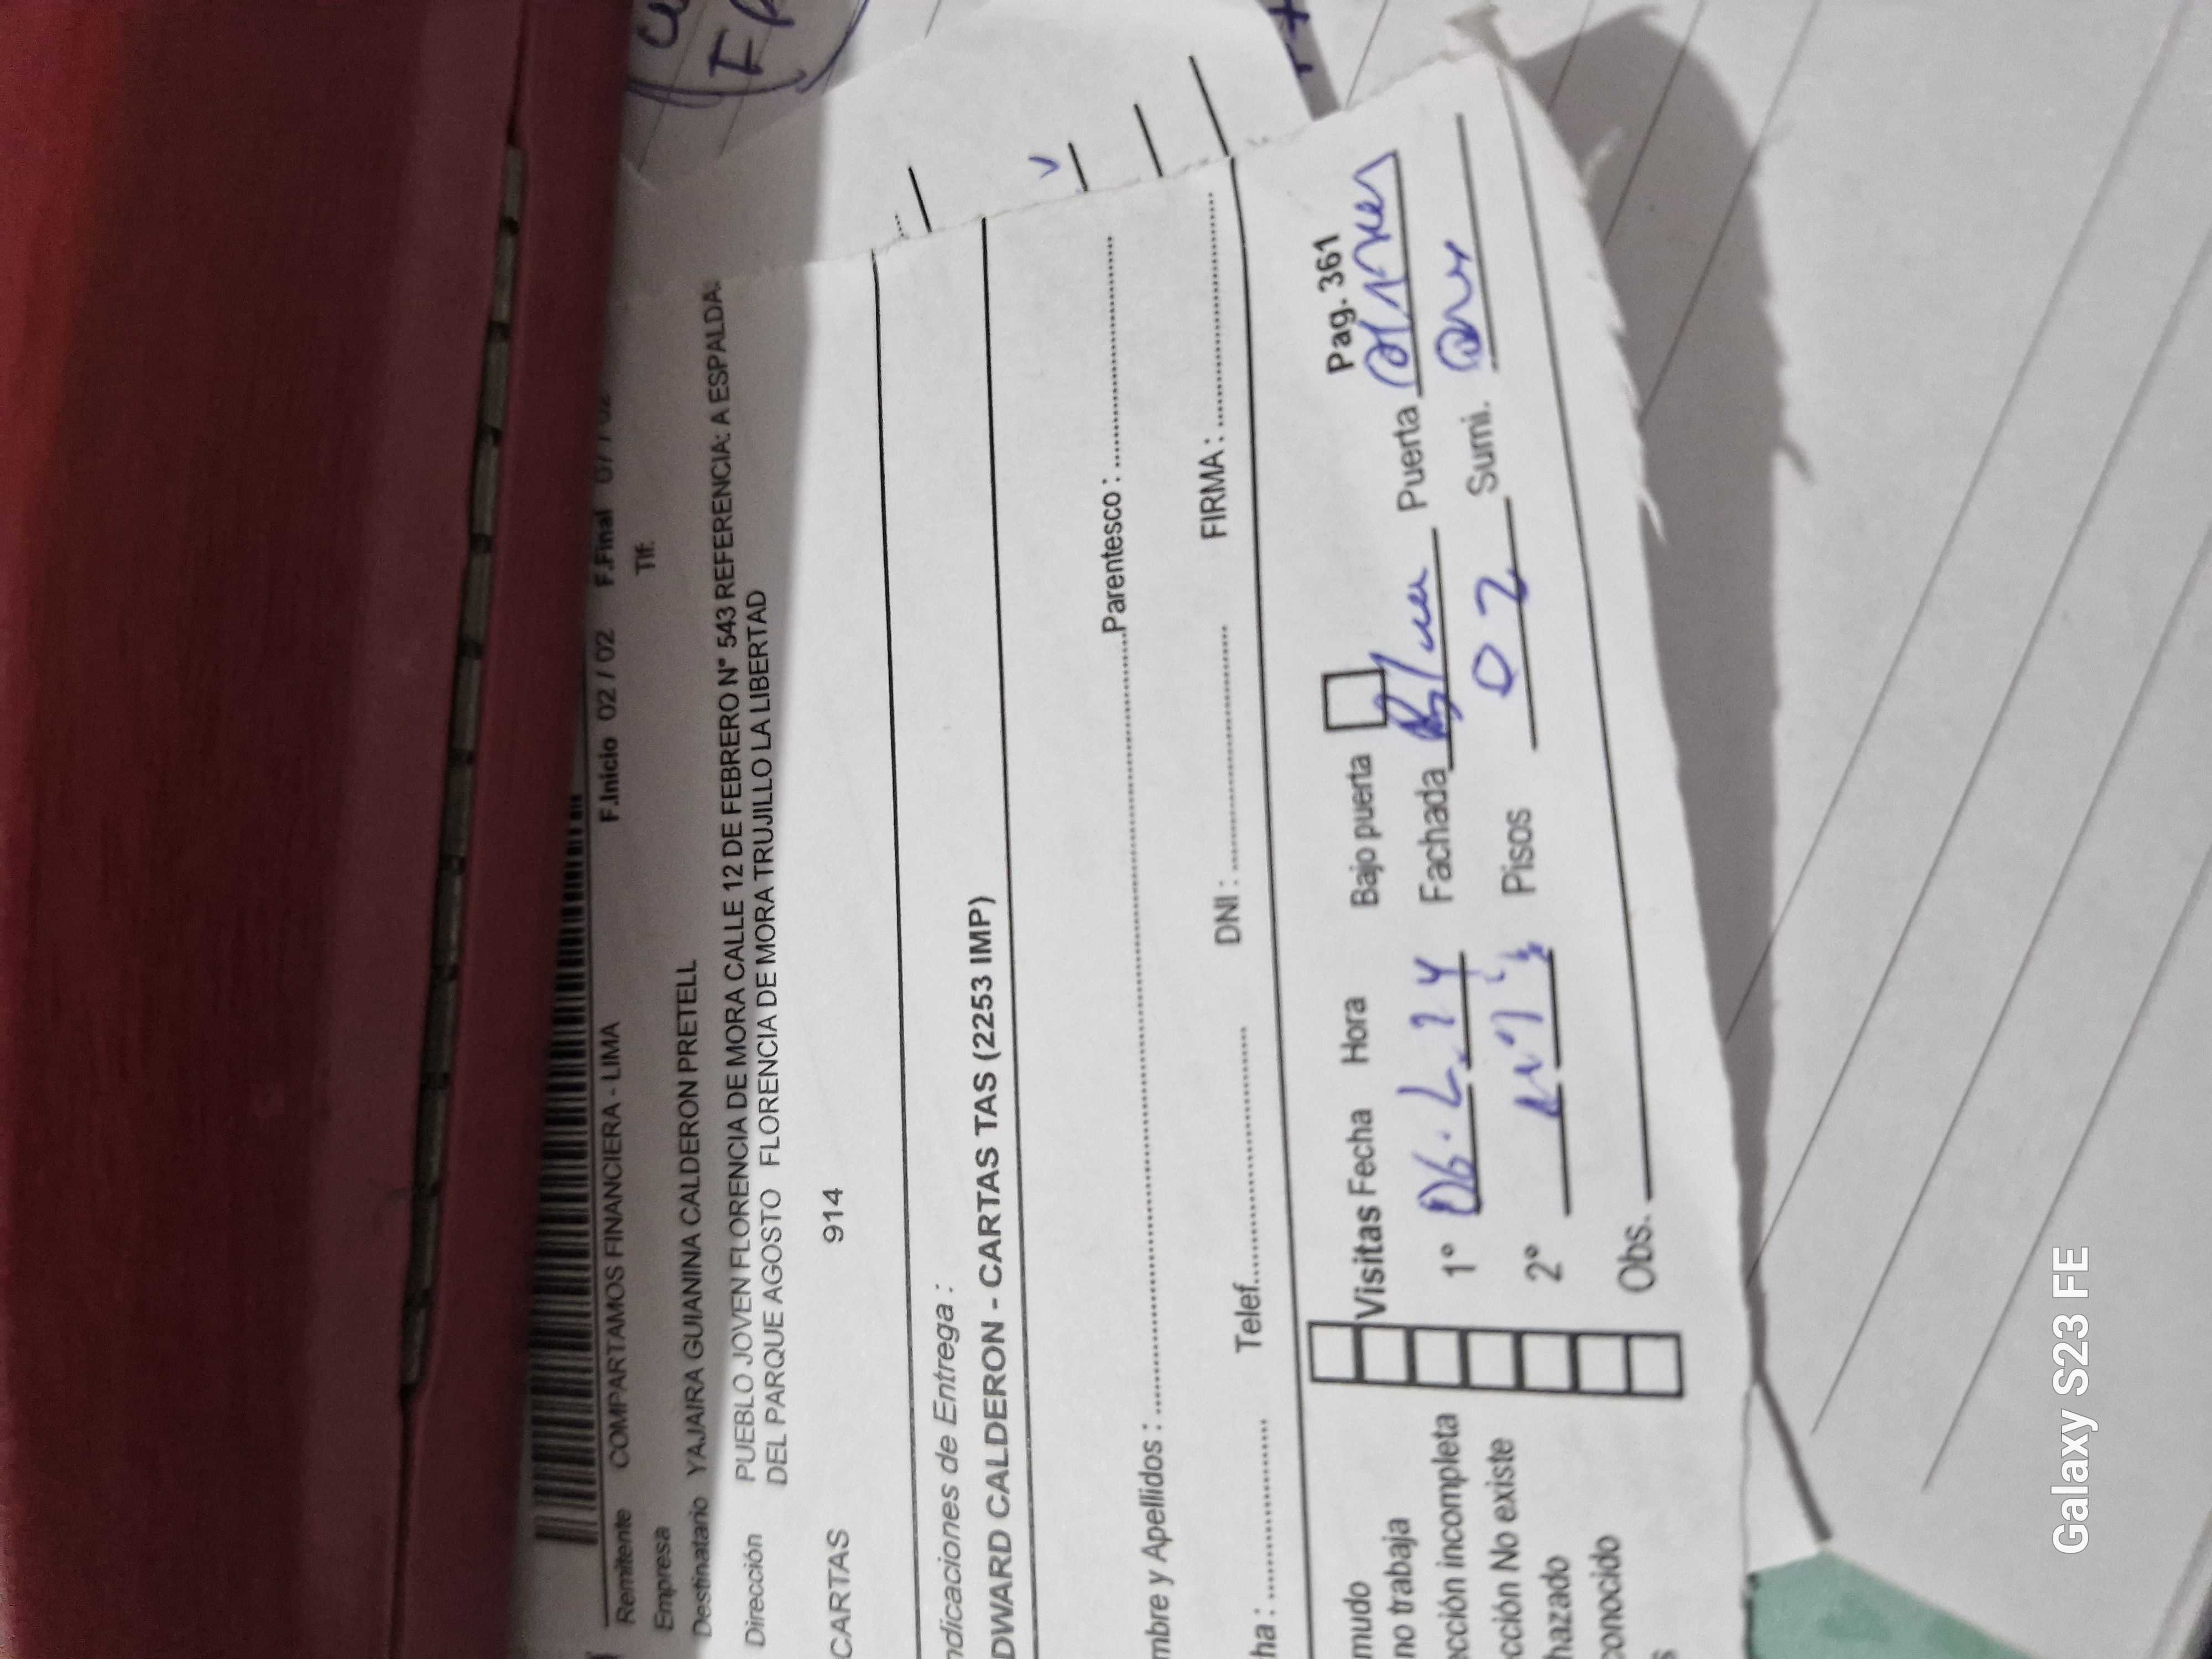 F.Inicio 02 / 02 F.Final 07 / 02
Remitente COMPARTAMOS FINANCIERA - LIMA
Empresa Tlf.
Destinatario YAJAIRA GUIANINA CALDERON PRETELL
Dirección PUEBLO JOVEN FLORENCIA DE MORA CALLE 12 DE FEBRERO N° 543 REFERENCIA: A ESPALDA
DEL PARQUE AGOSTO FLORENCIA DE MORA TRUJILLO LA LIBERTAD
CARTAS 914
ndicaciones de Entrega :
DWARD CALDERON - CARTAS TAS (2253 IMP)
mbre y Apellidos : Parentesco :
ha : Telef. DNI : FIRMA :
Pag. 361
mudo Visitas Fecha Hora Bajo puerta
no trabaja 1° Fachada Puerta
ección incompleta 2° Pisos 02 Sumi.
cción No existe
hazado Obs.
conocido
s
Galaxy S23 FE